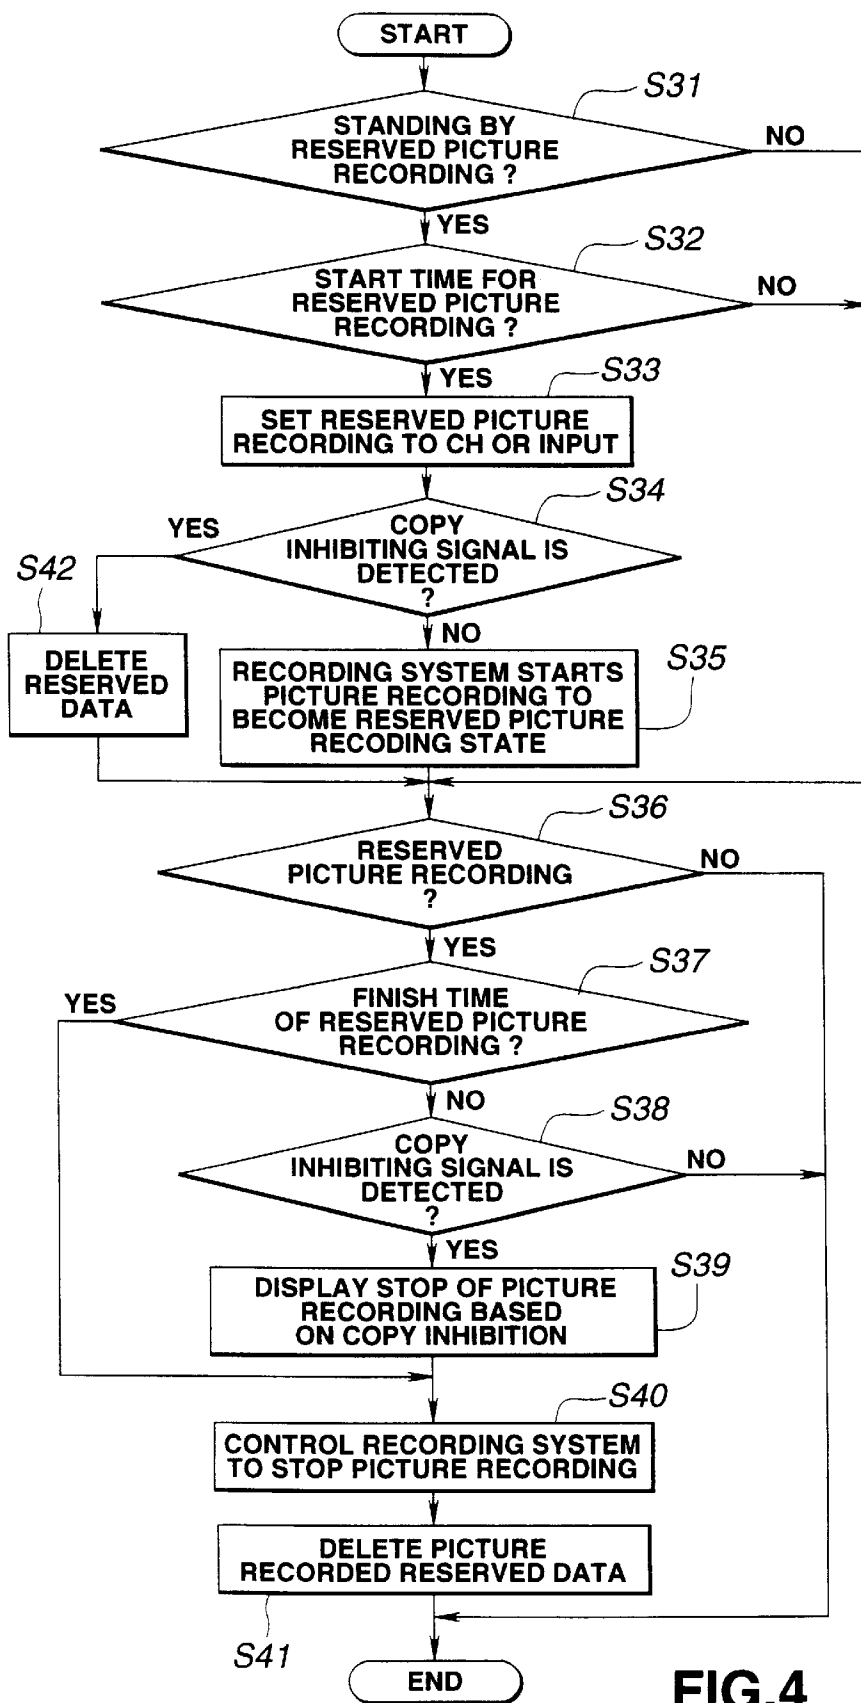 START
S31
STANDING BY
RESERVED PICTURE
RECORDING ?
NO
YES
S32
START TIME FOR
RESERVED PICTURE
RECORDING ?
NO
YES
S33
SET RESERVED PICTURE
RECORDING TO CH OR INPUT
S34
YES
COPY
INHIBITING SIGNAL IS
DETECTED
?
S42
NO
DELETE
RESERVED
DATA
RECORDING SYSTEM STARTS
PICTURE RECORDING TO
BECOME RESERVED PICTURE
RECODING STATE
S35
S36
RESERVED
PICTURE RECORDING
?
NO
YES
S37
YES
FINISH TIME
OF RESERVED PICTURE
RECORDING ?
NO
S38
COPY
INHIBITING SIGNAL IS
DETECTED
?
NO
YES
S39
DISPLAY STOP OF PICTURE
RECORDING BASED
ON COPY INHIBITION
S40
CONTROL RECORDING SYSTEM
TO STOP PICTURE RECORDING
DELETE PICTURE
RECORDED RESERVED DATA
S41
END
FIG.4